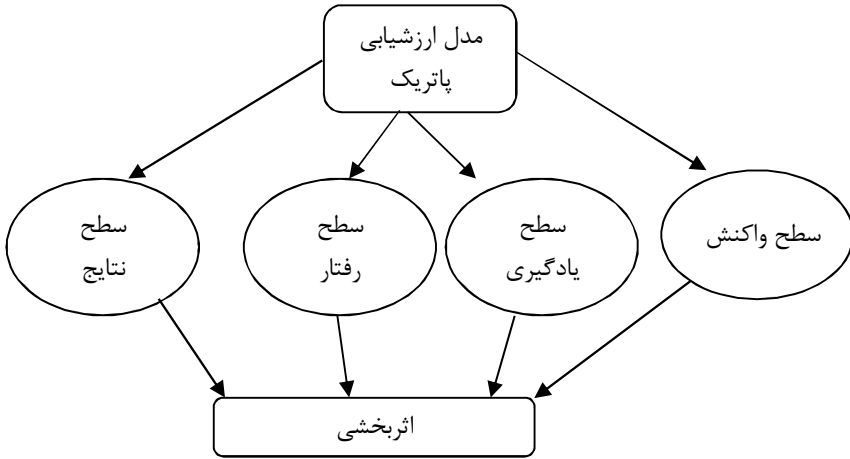 مدل ارزشیابی
پاتریک
سطح واکنش
سطح
یادگیری
سطح
رفتار
سطح
نتایج
اثربخشی